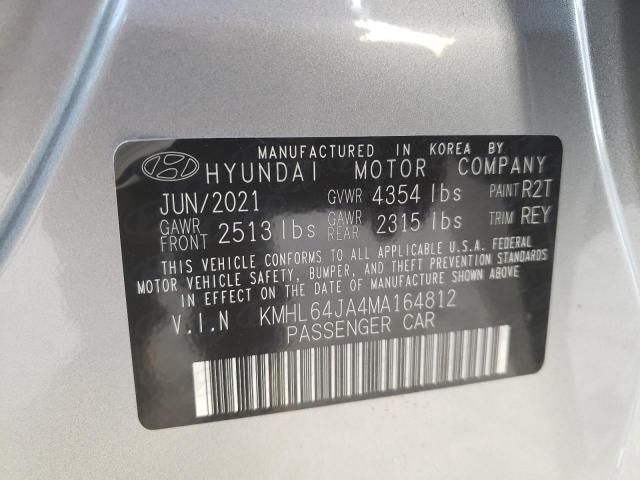 MANUFACTURED IN KOREA BY
HYUNDAI MOTOR COMPANY
JUN/2021 GVWR 4354 lbs PAINT R2T
GAWR FRONT 2513 lbs GAWR REAR 2315 lbs TRIM REY
THIS VEHICLE CONFORMS TO ALL APPLICABLE U.S.A. FEDERAL
MOTOR VEHICLE SAFETY, BUMPER, AND THEFT PREVENTION STANDARDS
IN EFFECT ON THE DATE OF MANUFACTURE SHOWN ABOVE.
V.I.N KMHL64JA4MA164812
PASSENGER CAR